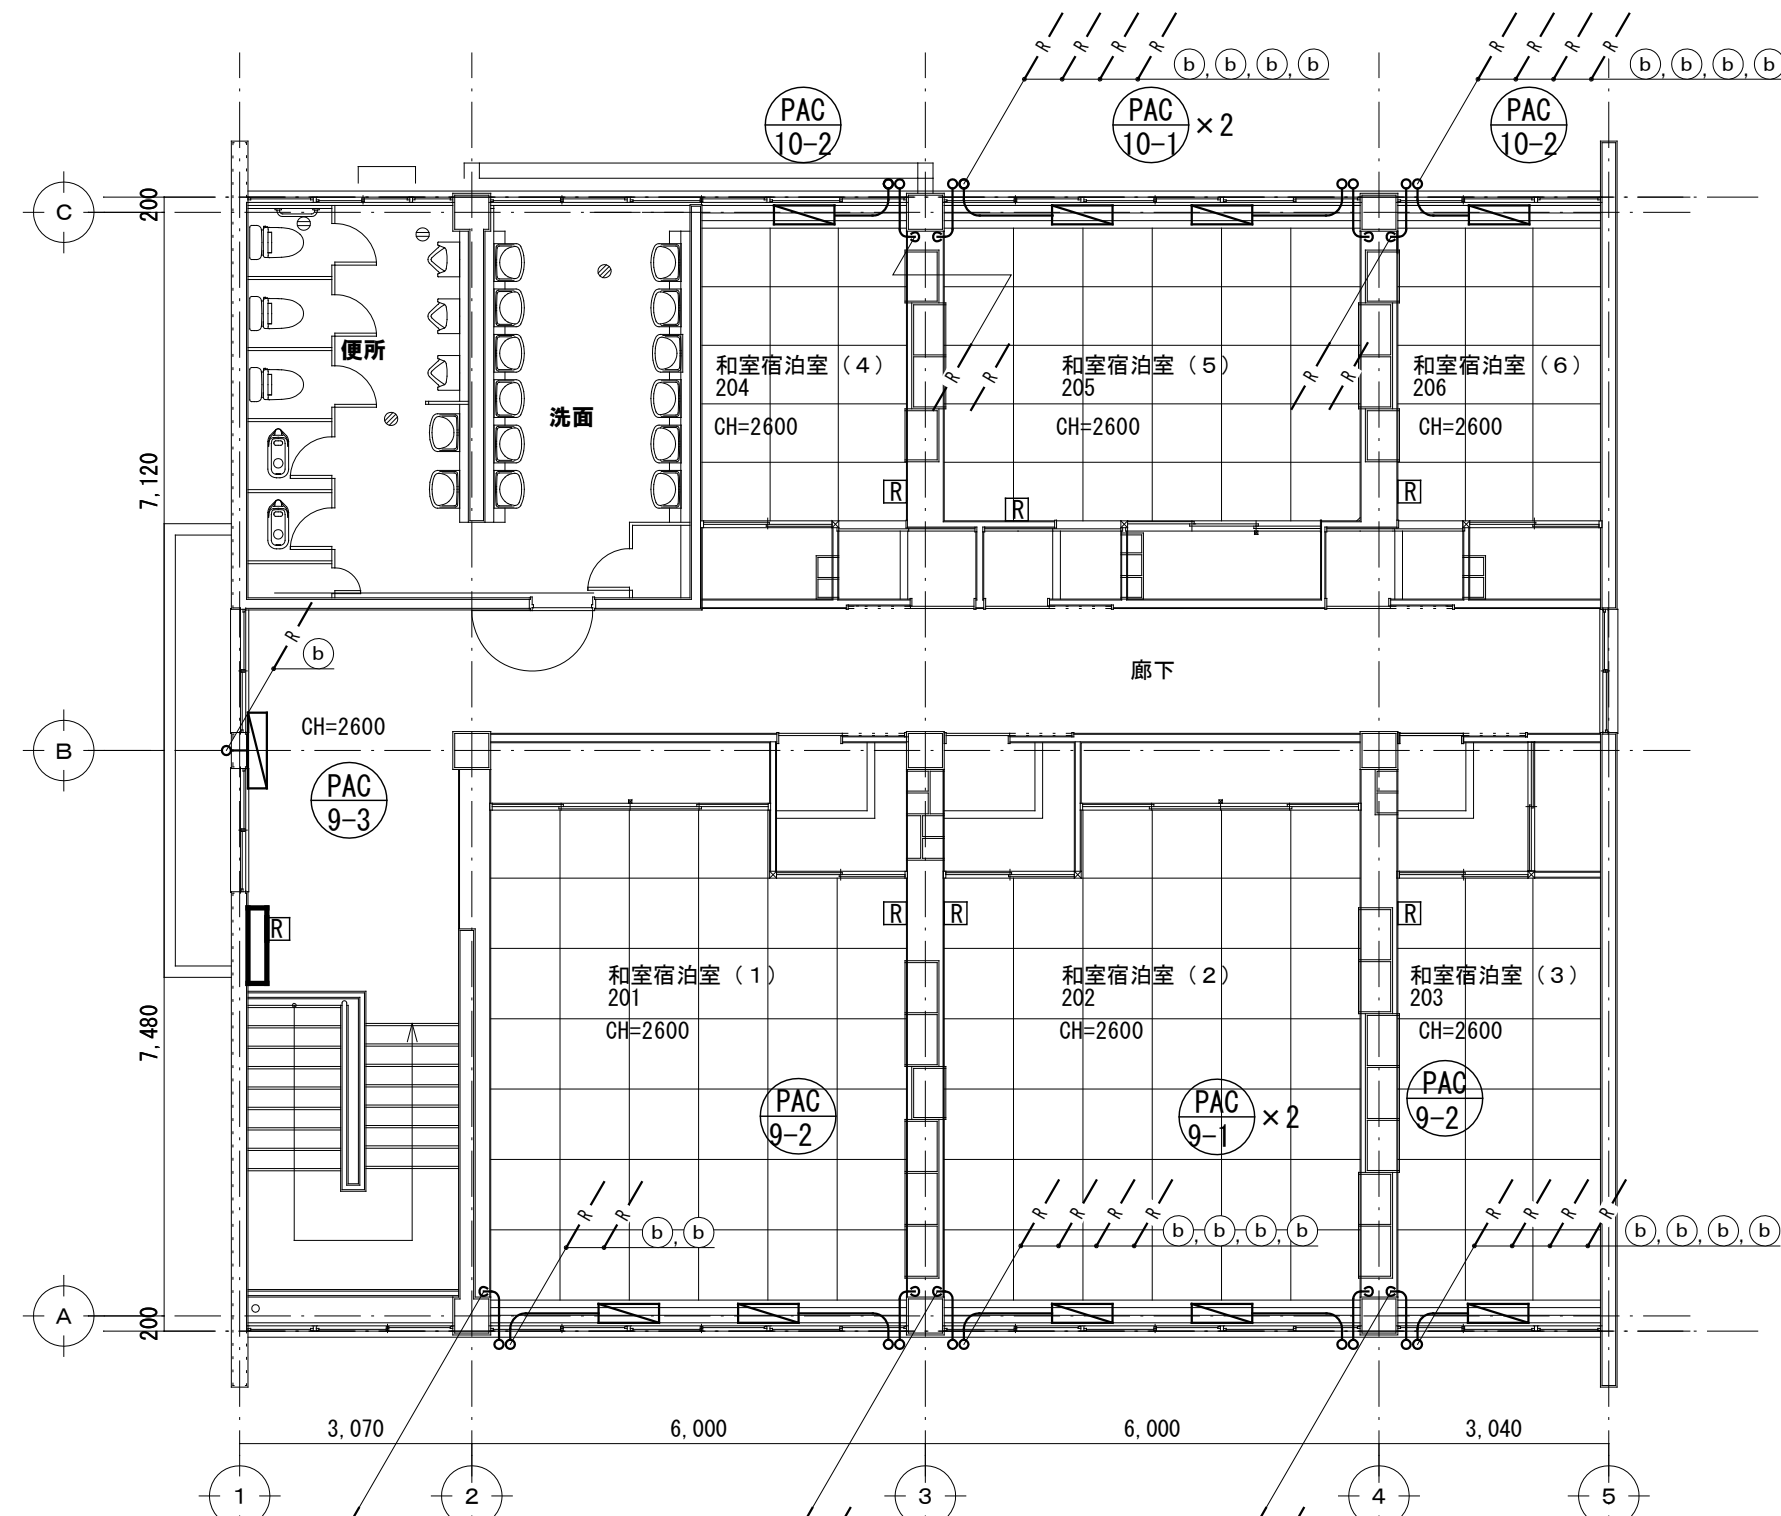 R R R R b, b, b, b
R R R R b, b, b, b
PAC
10-2
PAC
10-1
×2
PAC
10-2
C
200
便所
洗面
和室宿泊室（4）
204
CH=2600
R R
和室宿泊室（5）
205
CH=2600
R R
和室宿泊室（6）
206
CH=2600
7,120
R
R
R
R
b
廊下
B
CH=2600
PAC
9-3
R
R
R
R
和室宿泊室（1）
201
CH=2600
和室宿泊室（2）
202
CH=2600
和室宿泊室（3）
203
CH=2600
7,480
PAC
9-2
PAC
9-1
×2
PAC
9-2
R R b, b
R R R R b, b, b, b
R R R R b, b, b, b
A
200
3,070
6,000
6,000
3,040
1
2
3
4
5